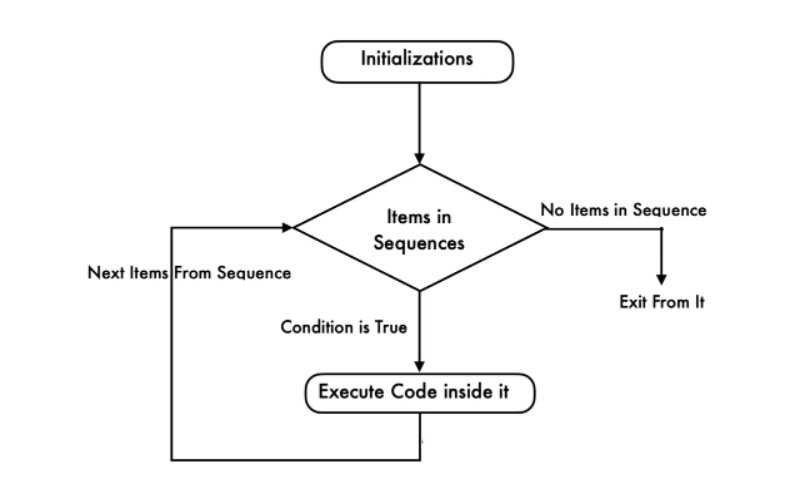 Initializations
Items in
Sequences
No Items in Sequence
Next Items From Sequence
Exit From It
Condition is True
Execute Code inside it